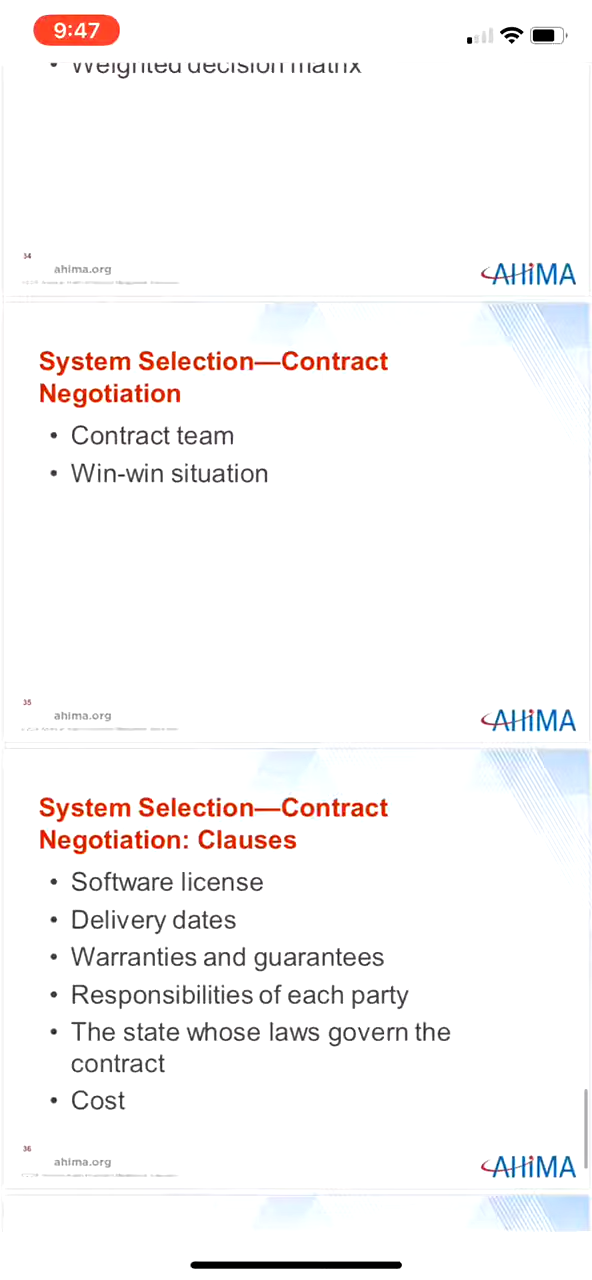 9:47
• Weighted decision matrix
34
ahima.org
AHiMA
System Selection—Contract
Negotiation
• Contract team
• Win-win situation
35
ahima.org
AHiMA
System Selection—Contract
Negotiation: Clauses
• Software license
• Delivery dates
• Warranties and guarantees
• Responsibilities of each party
• The state whose laws govern the
contract
• Cost
36
ahima.org
AHiMA